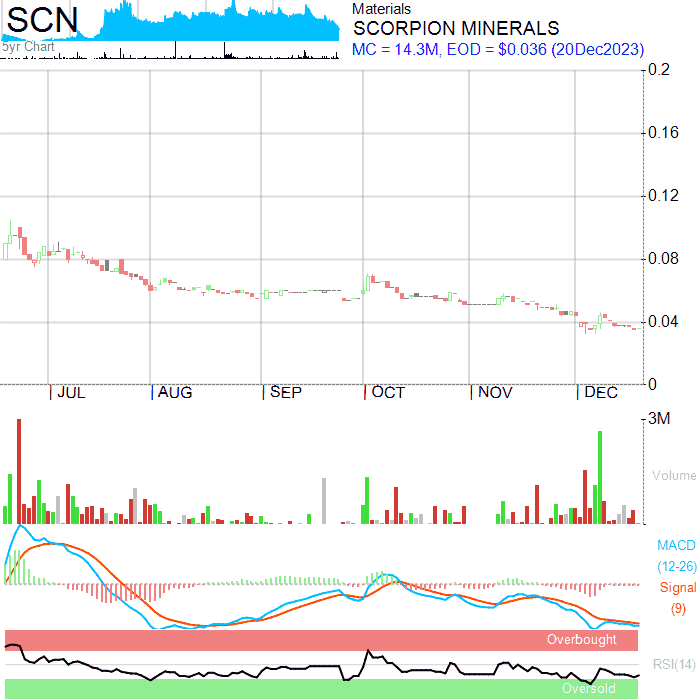 SCN
5yr Chart
Materials
SCORPION MINERALS
MC = 14.3M, EOD = $0.036 (20Dec2023)
0.2
0.16
0.12
0.08
0.04
0
JUL AUG SEP OCT NOV DEC
3M
Volume
MACD
(12-26)
Signal
(9)
Overbought
RSI(14)
Oversold